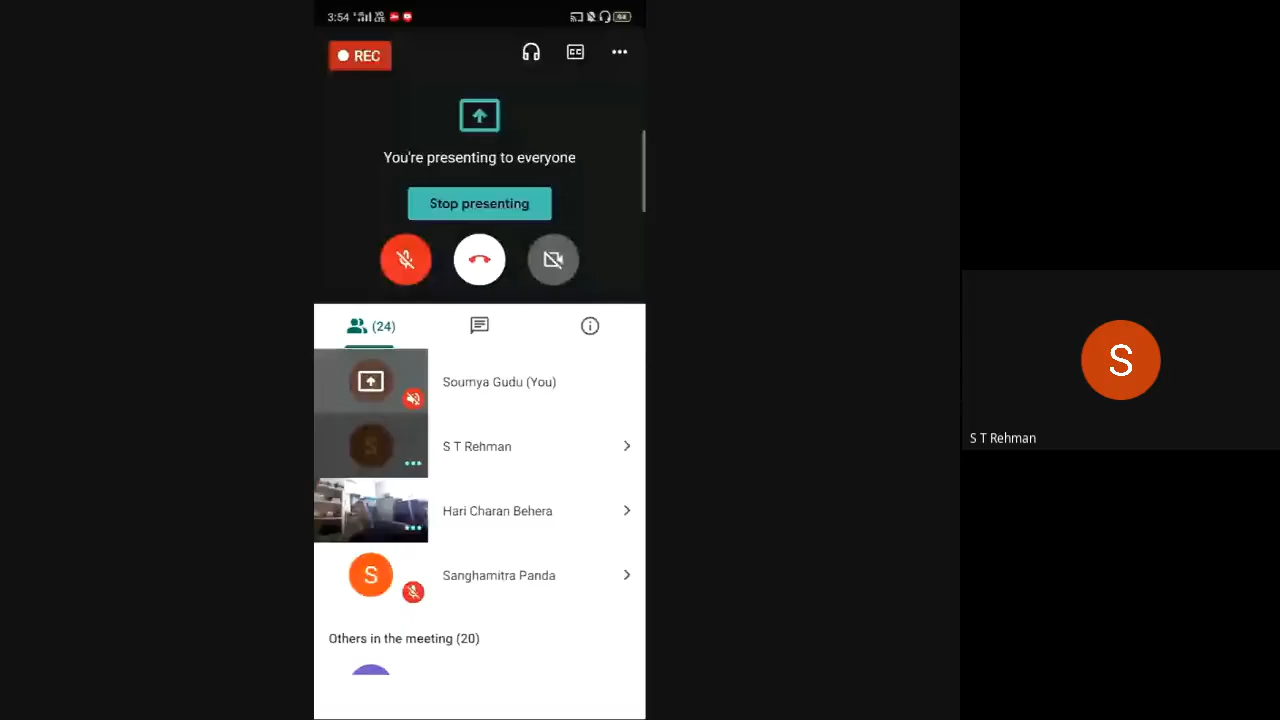 3:54
REC
CC
You're presenting to everyone
Stop presenting
(24)
Soumya Gudu (You)
S
S T Rehman
Hari Charan Behera
S
Sanghamitra Panda
Others in the meeting (20)
S
S T Rehman